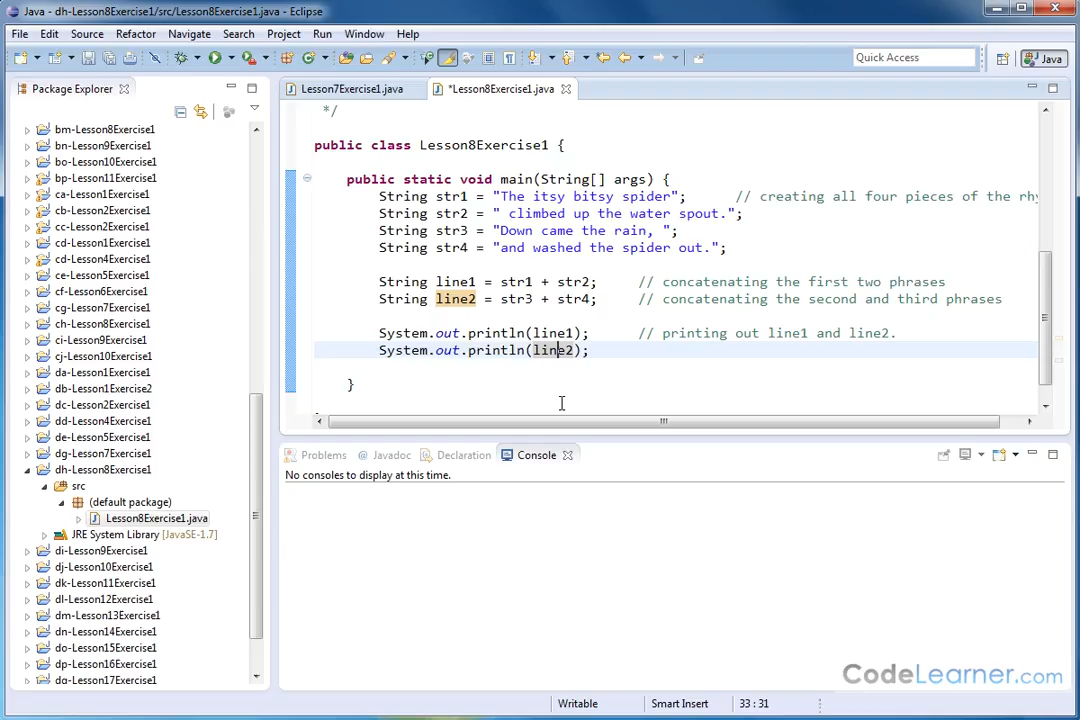 Java - dh-Lesson8Exercise1/src/Lesson8Exercise1.java - Eclipse
File Edit Source Refactor Navigate Search Project Run Window Help
Quick Access
Java
Package Explorer
Lesson7Exercise1.java
*Lesson8Exercise1.java
bm-Lesson8Exercise1
bn-Lesson9Exercise1
bo-Lesson10Exercise1
bp-Lesson11Exercise1
ca-Lesson1Exercise1
cb-Lesson2Exercise1
cc-Lesson2Exercise1
cd-Lesson3Exercise1
cd-Lesson4Exercise1
ce-Lesson5Exercise1
cf-Lesson6Exercise1
cg-Lesson7Exercise1
ch-Lesson8Exercise1
ci-Lesson9Exercise1
cj-Lesson10Exercise1
da-Lesson1Exercise1
db-Lesson1Exercise2
dc-Lesson2Exercise1
dd-Lesson4Exercise1
de-Lesson5Exercise1
dg-Lesson7Exercise1
dh-Lesson8Exercise1
src
(default package)
Lesson8Exercise1.java
JRE System Library [JavaSE-1.7]
di-Lesson9Exercise1
dj-Lesson10Exercise1
dk-Lesson11Exercise1
dl-Lesson12Exercise1
dm-Lesson13Exercise1
dn-Lesson14Exercise1
do-Lesson15Exercise1
dp-Lesson16Exercise1
dq-Lesson17Exercise1
*/
public class Lesson8Exercise1 {
public static void main(String[] args) {
String str1 = "The itsy bitsy spider"; // creating all four pieces of the rhy
String str2 = " climbed up the water spout.";
String str3 = "Down came the rain, ";
String str4 = "and washed the spider out.";
String line1 = str1 + str2; // concatenating the first two phrases
String line2 = str3 + str4; // concatenating the second and third phrases
System.out.println(line1); // printing out line1 and line2.
System.out.println(line2);
}
Problems @ Javadoc Declaration Console
No consoles to display at this time.
CodeLearner.com
Writable Smart Insert 33 : 31